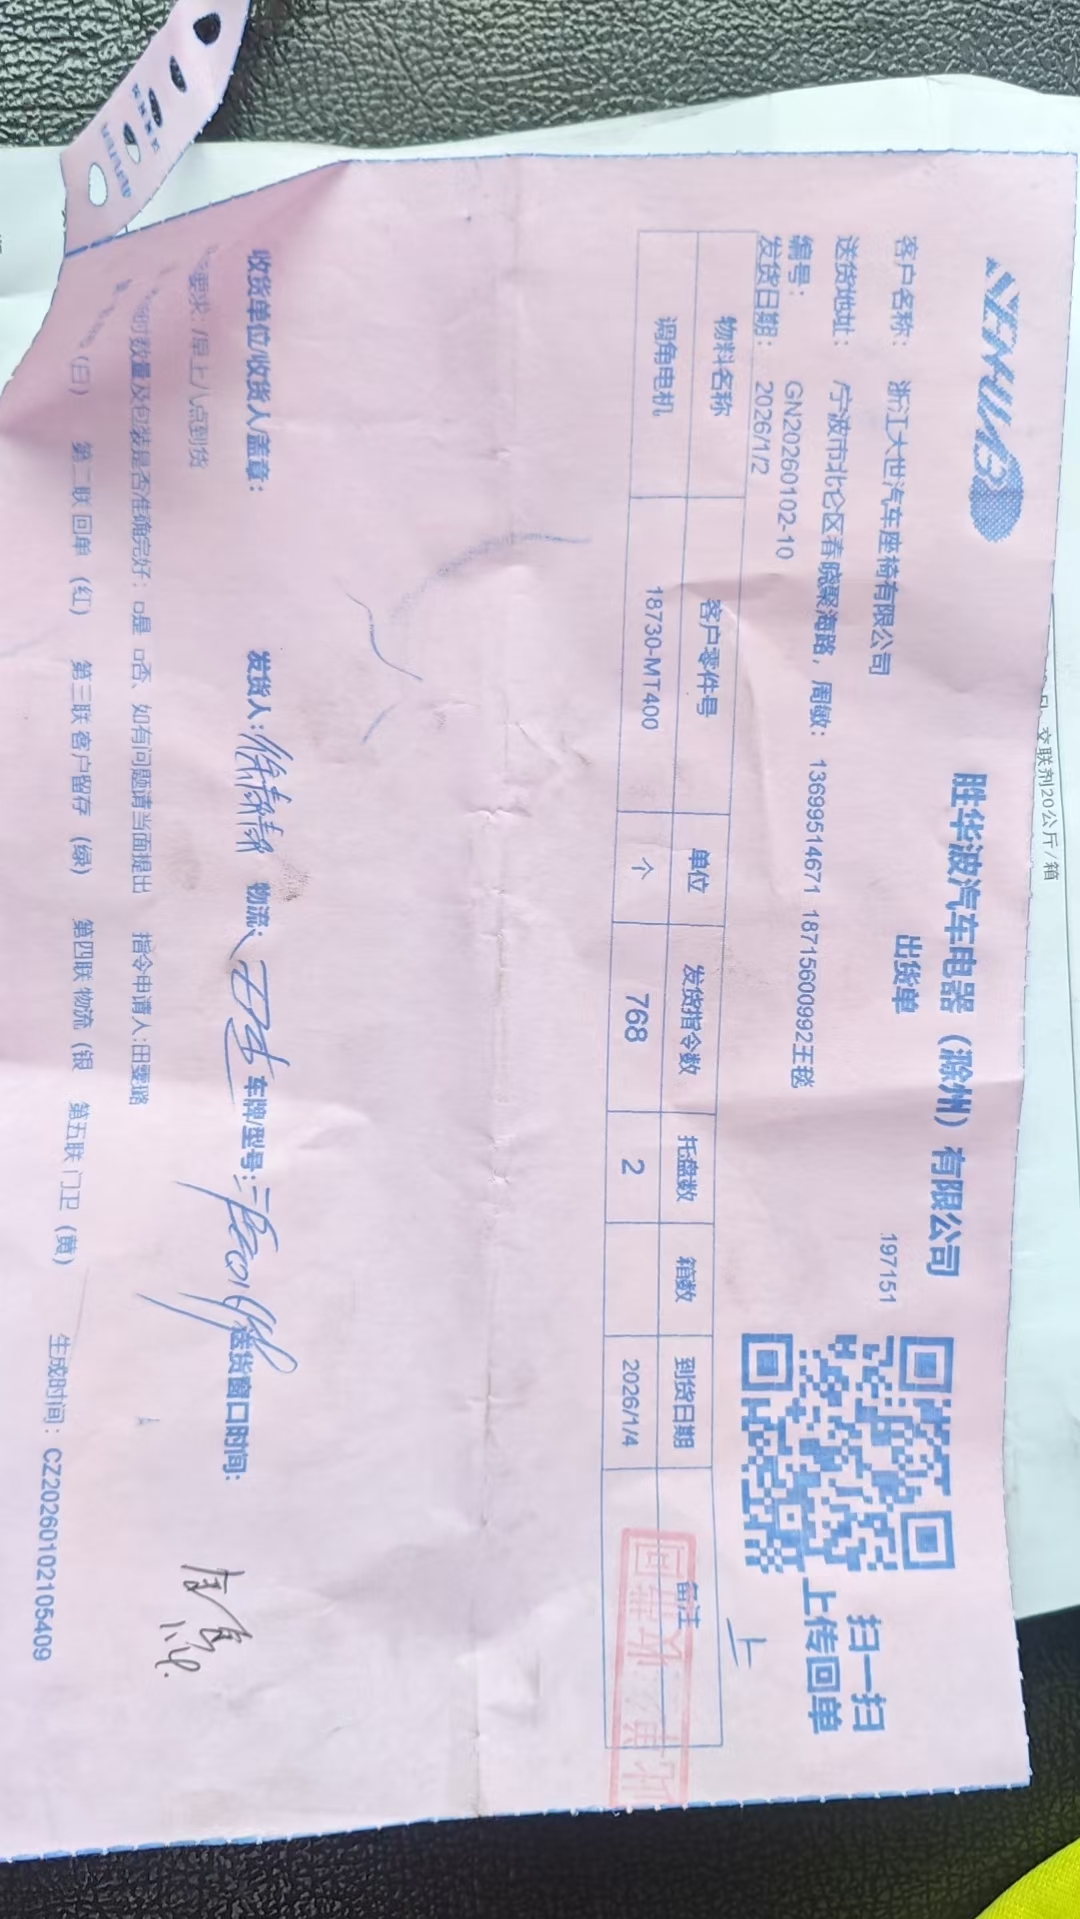 交联剂20公斤/箱
SHB
胜华波汽车电器（滁州）有限公司
出货单
197151
扫一扫
上传回单
客户名称： 浙江大世汽车座椅有限公司
送货地址： 宁波市北仑区春晓聚海路，周敏： 13699514671 18715600992王毯
编号： GN20260102-10
发货日期： 2026/1/2
上
物料名称 客户零件号 单位 发货指令数 托盘数 箱数 到货日期 备注
调角电机 18730-MT400 个 768 2 2026/1/4
收货单位/收货人盖章： 发货人： 物流： 车牌/型号： 送货窗口时间：
要求：厚上八点到货
时数量及包装是否准确完好：□是 □否、如有问题请当面提出 指令申请人:田雯璐
（白） 第二联 回单 （红） 第三联 客户留存 （绿） 第四联 物流（银 第五联 门卫（黄） 生成时间：CZ20260102105409